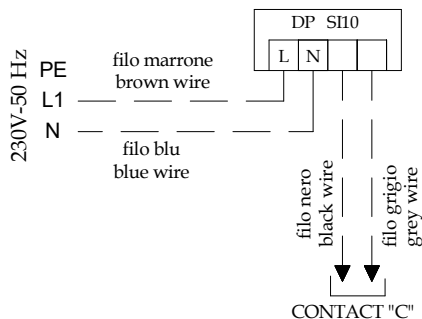 DP SI10
L N
230V-50 Hz
PE
L1
N
filo marrone
brown wire
filo blu
blue wire
filo nero
black wire
filo grigio
grey wire
CONTACT "C"